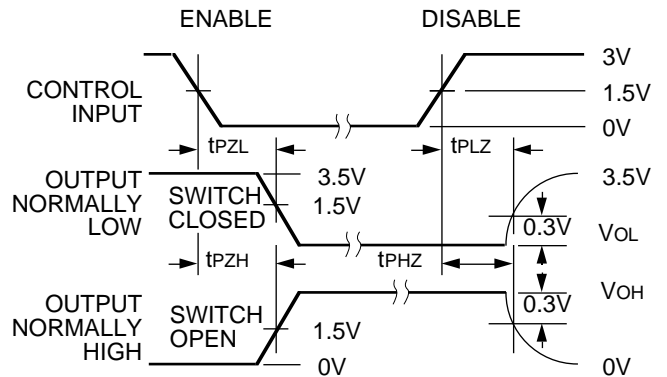 ENABLE
DISABLE
CONTROL
INPUT
3V
1.5V
0V
tPZL
tPLZ
OUTPUT
NORMALLY
LOW
SWITCH
CLOSED
3.5V
1.5V
3.5V
0.3V
VOL
tPZH
tPHZ
OUTPUT
NORMALLY
HIGH
SWITCH
OPEN
1.5V
0V
0.3V
VOH
0V